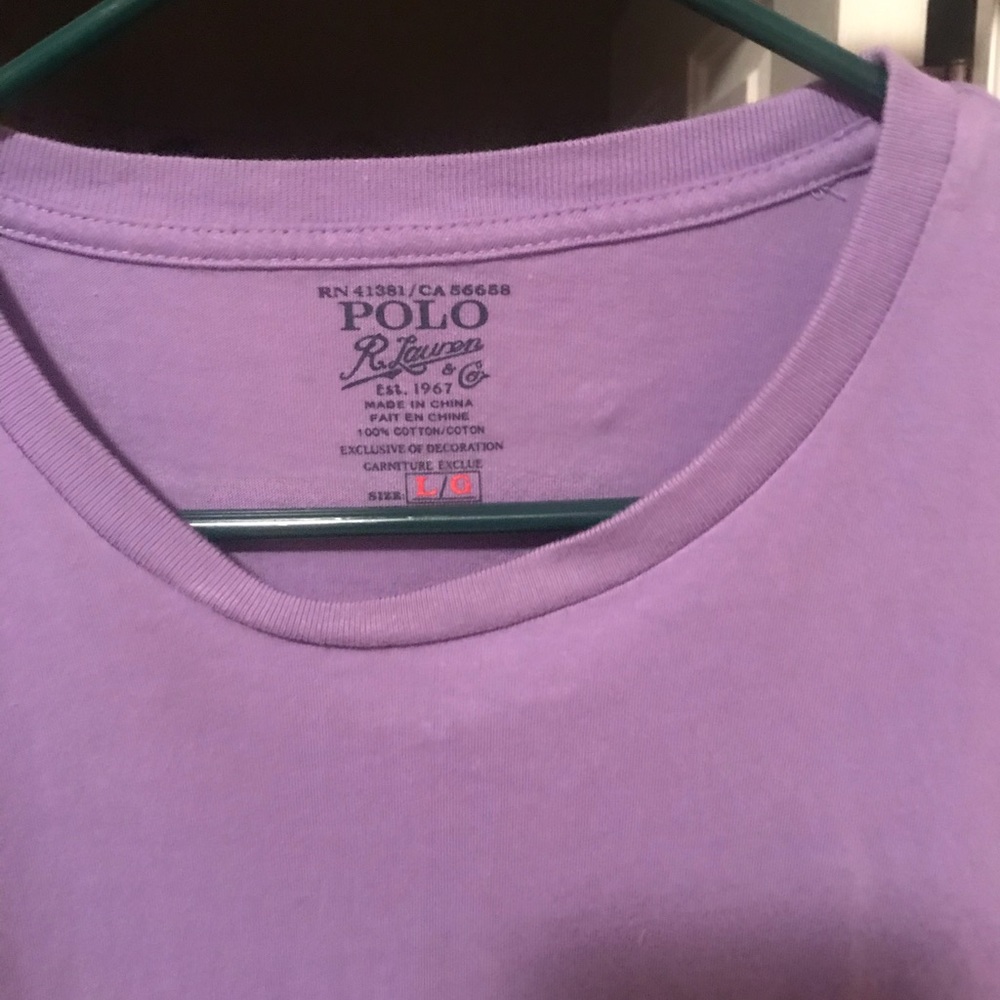 RN 41381/CA 56658
POLO
R. Lauren
& Co
Est. 1967
MADE IN CHINA
FAIT EN CHINE
100% COTTON/COTON
EXCLUSIVE OF DECORATION
GARNITURE EXCLUE
SIZE: L/G